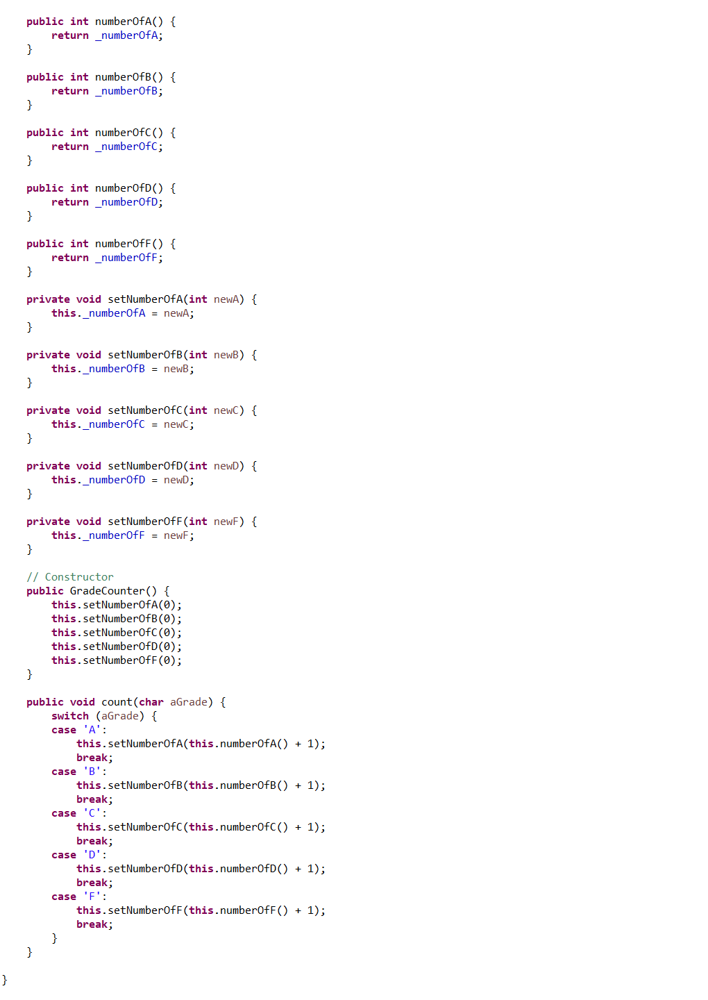 public int numberOfA() {
return _numberOfA;
}
public int numberOfB() {
return _numberOfB;
}
public int numberOfC() {
return _numberOfC;
}
public int numberOfD() {
return _numberOfD;
}
public int numberOfF() {
return _numberOfF;
}
private void setNumberOfA(int newA) {
this._numberOfA = newA;
}
private void setNumberOfB(int newB) {
this._numberOfB = newB;
}
private void setNumberOfC(int newC) {
this._numberOfC = newC;
}
private void setNumberOfD(int newD) {
this._numberOfD = newD;
}
private void setNumberOfF(int newF) {
this._numberOfF = newF;
}
// Constructor
public GradeCounter() {
this.setNumberOfA(0);
this.setNumberOfB(0);
this.setNumberOfC(0);
this.setNumberOfD(0);
this.setNumberOfF(0);
}
public void count(char aGrade) {
switch (aGrade) {
case 'A':
this.setNumberOfA(this.numberOfA() + 1);
break;
case 'B':
this.setNumberOfB(this.numberOfB() + 1);
break;
case 'C':
this.setNumberOfC(this.numberOfC() + 1);
break;
case 'D':
this.setNumberOfD(this.numberOfD() + 1);
break;
case 'F':
this.setNumberOfF(this.numberOfF() + 1);
break;
}
}
}